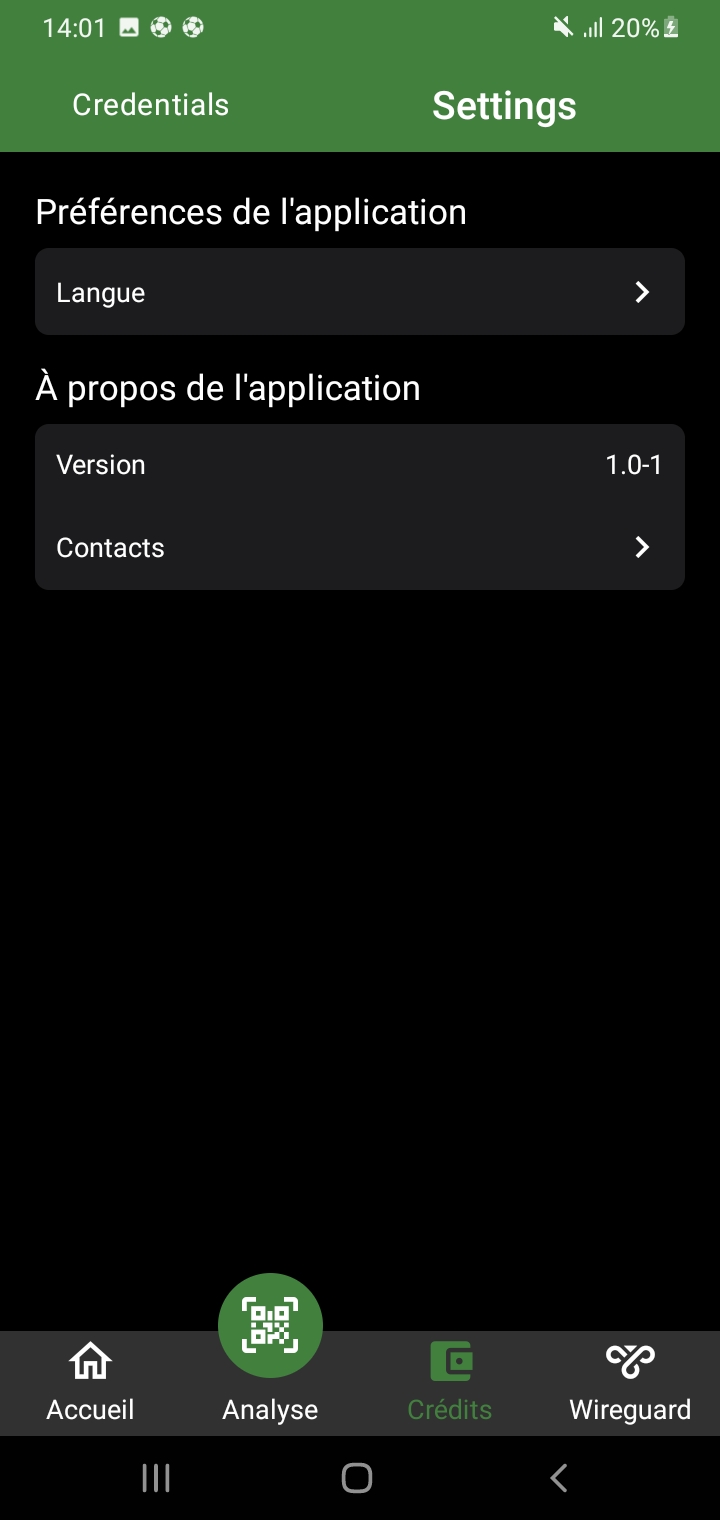 14:01 20%
Credentials Settings
Préférences de l'application
Langue
À propos de l'application
Version 1.0-1
Contacts
Accueil Analyse Crédits Wireguard